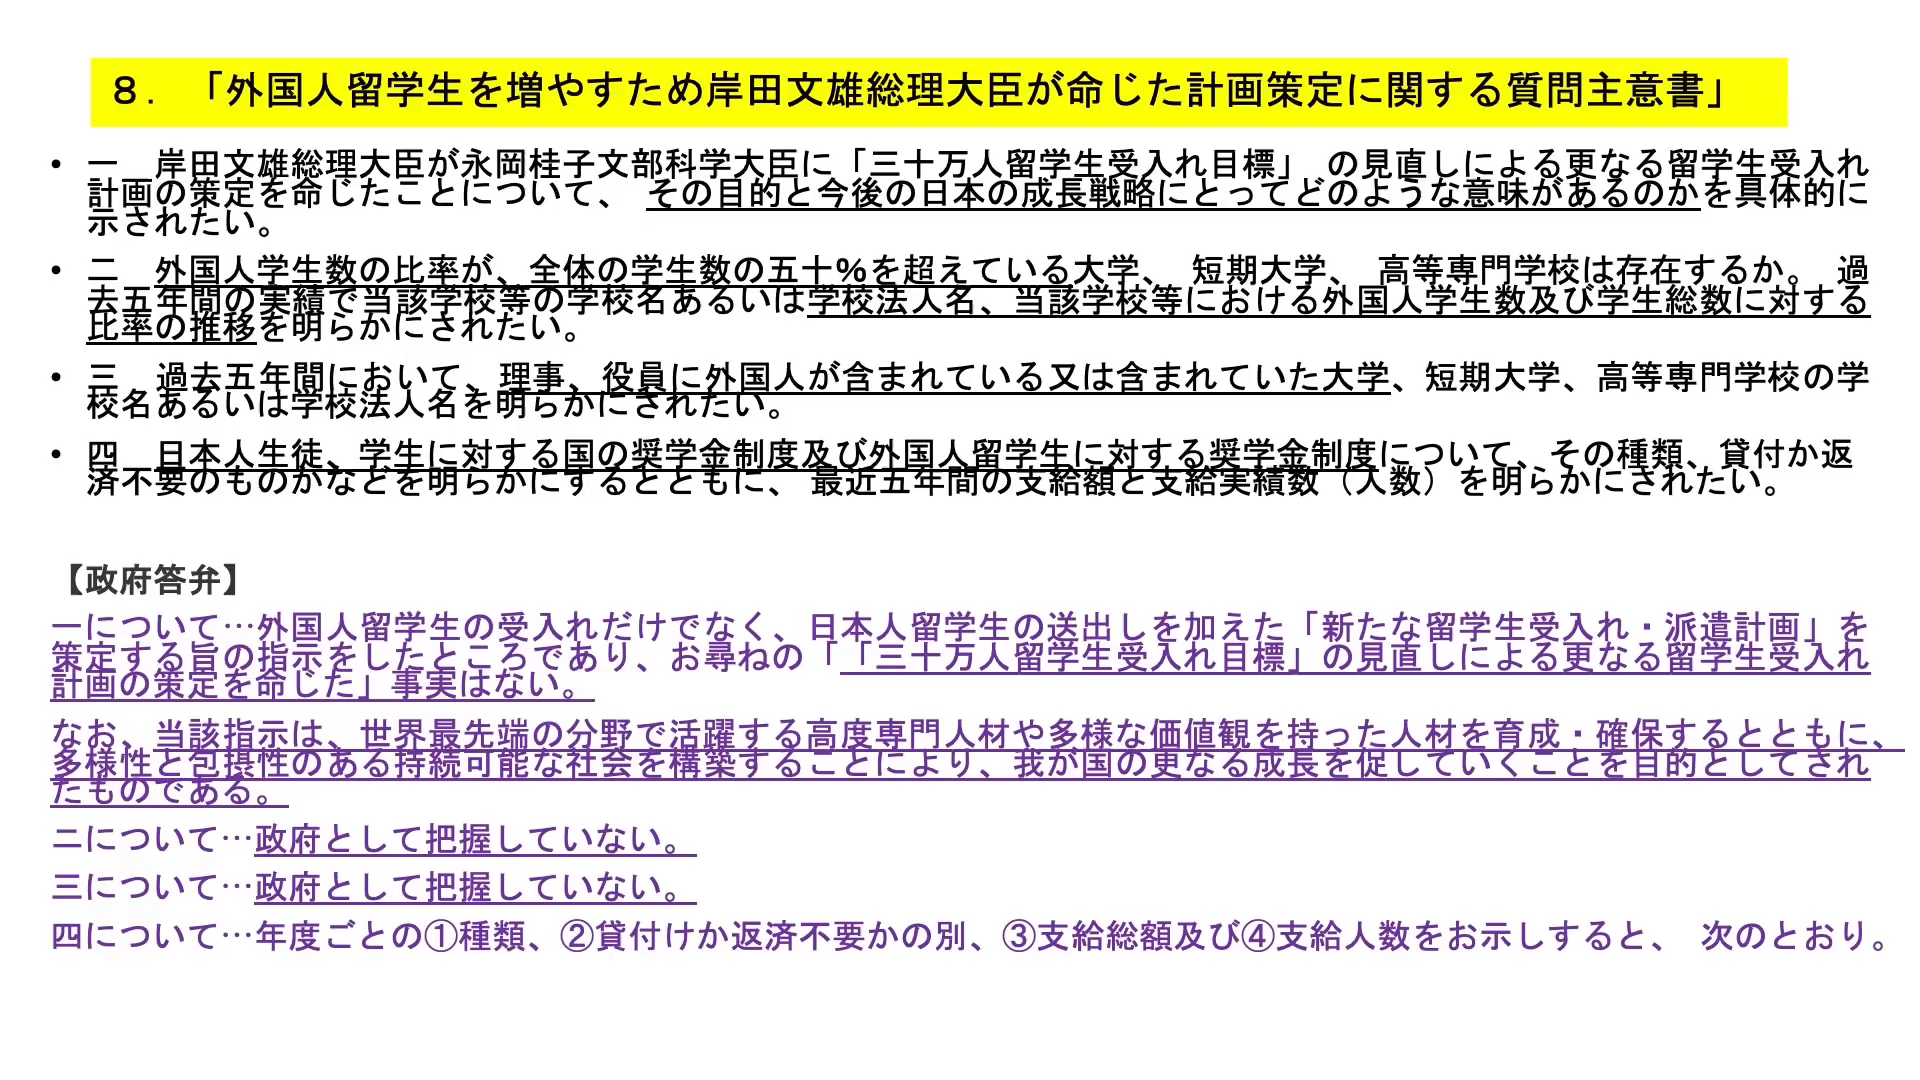 ８．「外国人留学生を増やすため岸田文雄総理大臣が命じた計画策定に関する質問主意書」
• 一　岸田文雄総理大臣が永岡桂子文部科学大臣に「三十万人留学生受入れ目標」 の見直しによる更なる留学生受入れ
計画の策定を命じたことについて、 その目的と今後の日本の成長戦略にとってどのような意味があるのかを具体的に
示されたい。
• 二　外国人学生数の比率が、全体の学生数の五十％を超えている大学、 短期大学、 高等専門学校は存在するか。 過
去五年間の実績で当該学校等の学校名あるいは学校法人名、当該学校等における外国人学生数及び学生総数に対する
比率の推移を明らかにされたい。
• 三　過去五年間において、理事、役員に外国人が含まれている又は含まれていた大学、短期大学、高等専門学校の学
校名あるいは学校法人名を明らかにされたい。
• 四　日本人生徒、学生に対する国の奨学金制度及び外国人留学生に対する奨学金制度について、その種類、貸付か返
済不要のものかなどを明らかにするとともに、 最近五年間の支給額と支給実績数（人数）を明らかにされたい。
【政府答弁】
一について…外国人留学生の受入れだけでなく、日本人留学生の送出しを加えた「新たな留学生受入れ・派遣計画」を
策定する旨の指示をしたところであり、お尋ねの「「三十万人留学生受入れ目標」の見直しによる更なる留学生受入れ
計画の策定を命じた」事実はない。
なお、当該指示は、世界最先端の分野で活躍する高度専門人材や多様な価値観を持った人材を育成・確保するとともに、
多様性と包摂性のある持続可能な社会を構築することにより、我が国の更なる成長を促していくことを目的としてされ
たものである。
ニについて…政府として把握していない。
三について…政府として把握していない。
四について…年度ごとの①種類、②貸付けか返済不要かの別、③支給総額及び④支給人数をお示しすると、 次のとおり。